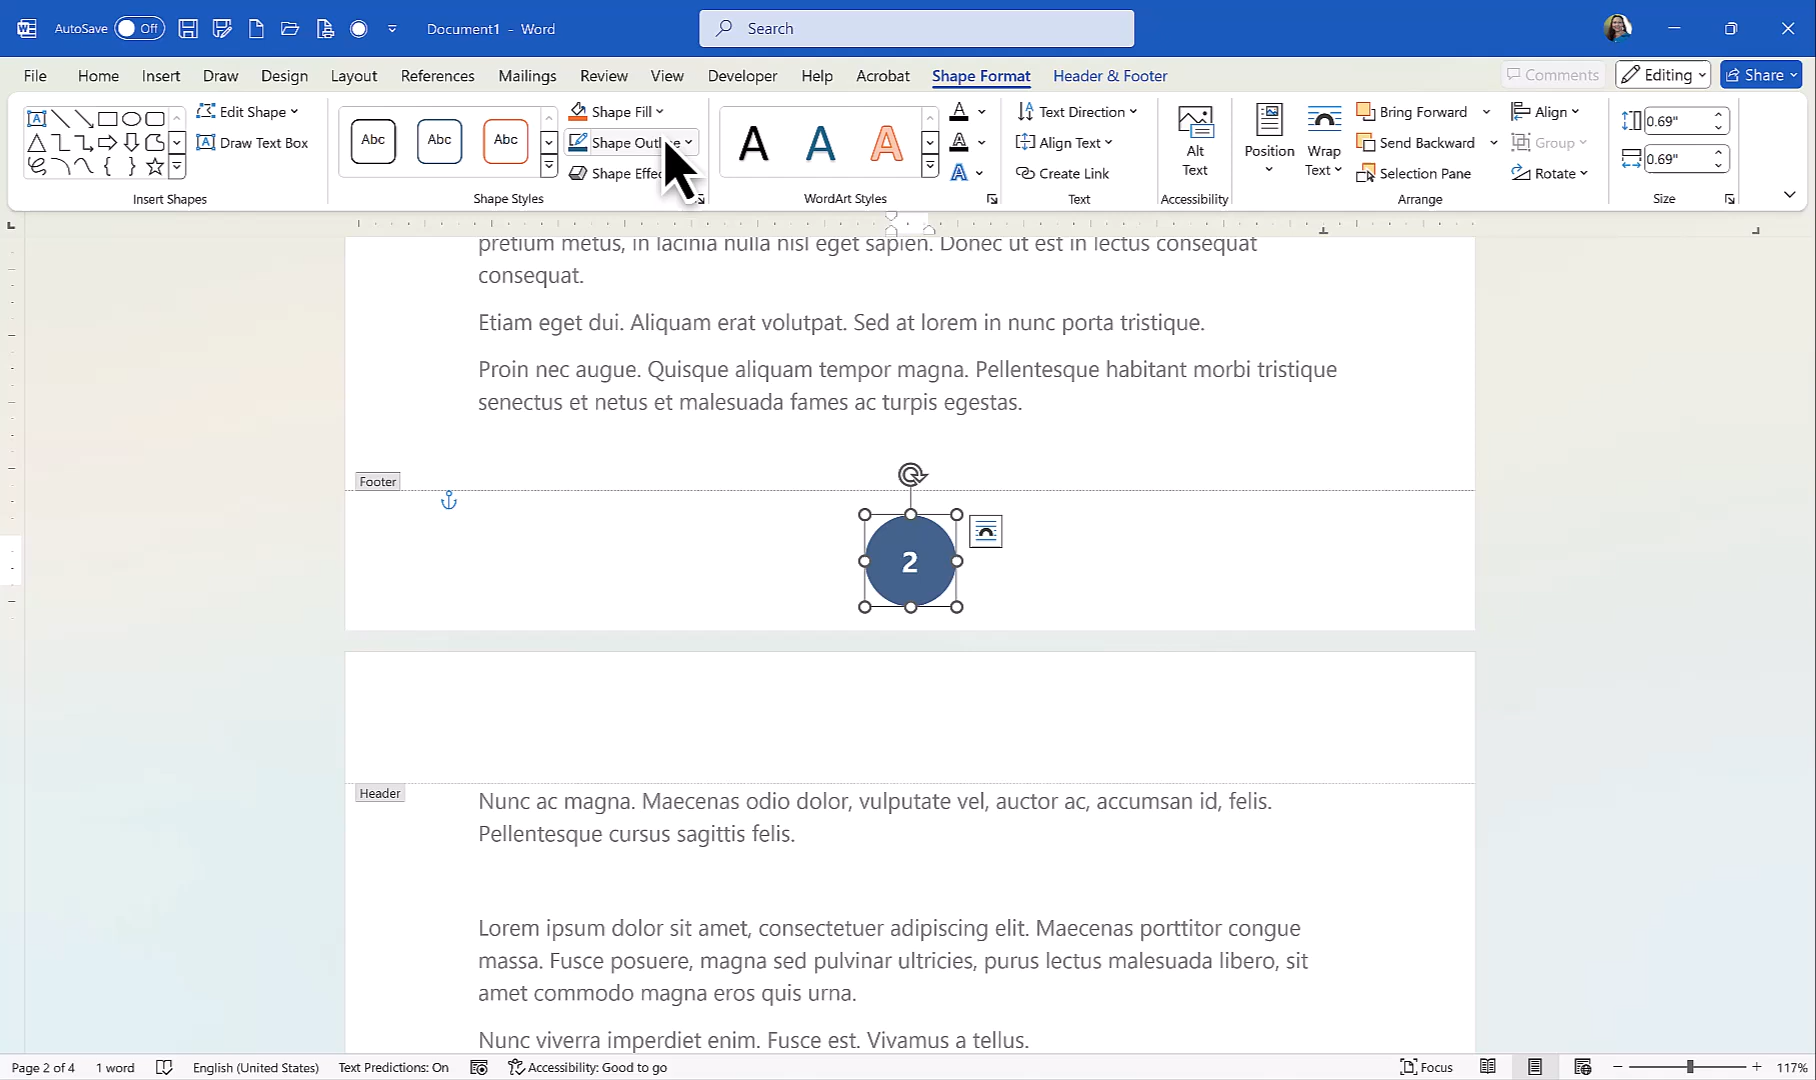 AutoSave Off Document1 - Word Search
File Home Insert Draw Design Layout References Mailings Review View Developer Help Acrobat Shape Format Header & Footer Comments Editing Share
Edit Shape
Draw Text Box
Insert Shapes
Abc Abc Abc
Shape Fill
Shape Outline
Shape Effec
Shape Styles
A A A
A
A
A
WordArt Styles
Text Direction
Align Text
Create Link
Text
Alt
Text
Accessibility
Position
Wrap
Text
Bring Forward
Send Backward
Selection Pane
Align
Group
Rotate
Arrange
0.69"
0.69"
Size
pretium metus, in lacinia nulla nisl eget sapien. Donec ut est in lectus consequat
consequat.
Etiam eget dui. Aliquam erat volutpat. Sed at lorem in nunc porta tristique.
Proin nec augue. Quisque aliquam tempor magna. Pellentesque habitant morbi tristique
senectus et netus et malesuada fames ac turpis egestas.
Footer
2
Header
Nunc ac magna. Maecenas odio dolor, vulputate vel, auctor ac, accumsan id, felis.
Pellentesque cursus sagittis felis.
Lorem ipsum dolor sit amet, consectetuer adipiscing elit. Maecenas porttitor congue
massa. Fusce posuere, magna sed pulvinar ultricies, purus lectus malesuada libero, sit
amet commodo magna eros quis urna.
Nunc viverra imperdiet enim. Fusce est. Vivamus a tellus.
Page 2 of 4 1 word English (United States) Text Predictions: On Accessibility: Good to go Focus 117%